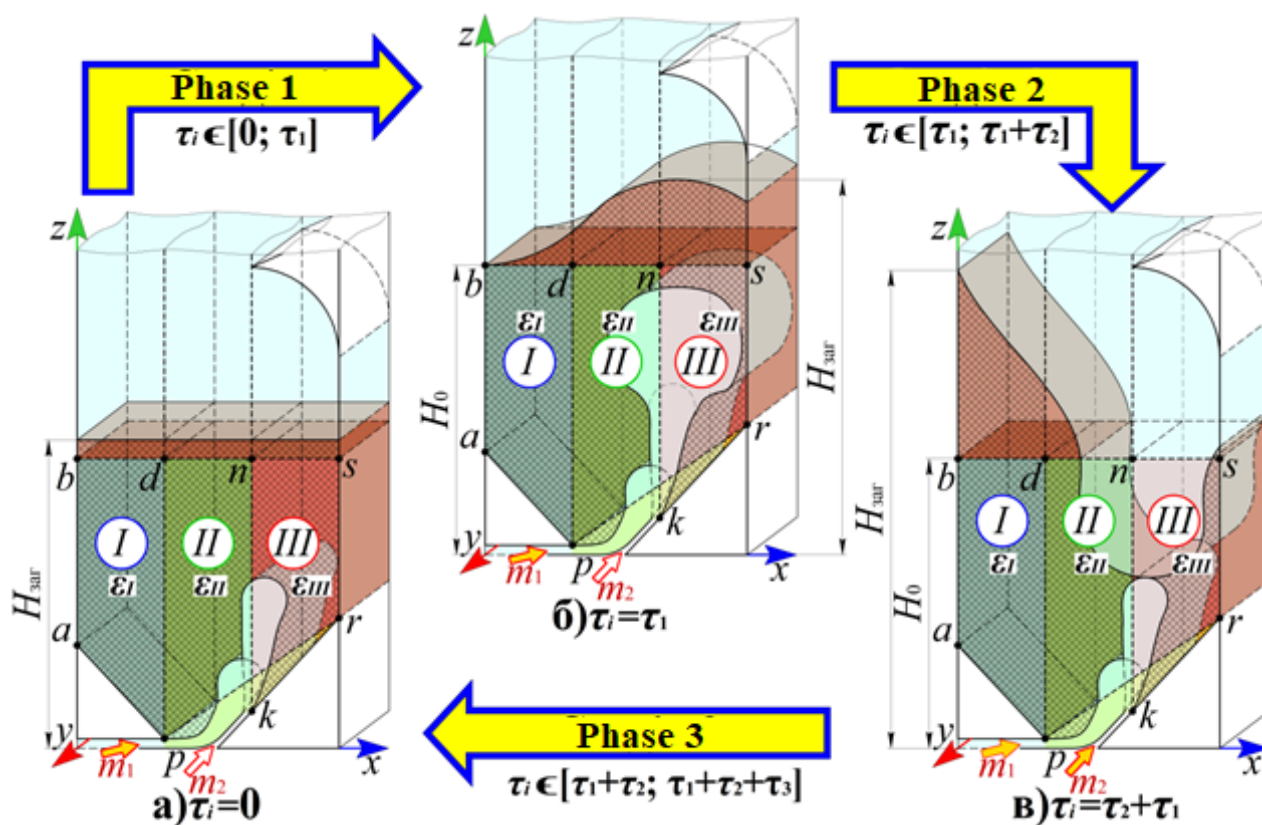 Phase 1
τi ϵ[0; τ1]
Phase 2
τi ϵ[τ1; τ1+τ2]
z
b
d
n
s
εI
εII
εIII
I
II
III
H0
Hзаг
a
r
k
y
m1
p
m2
x
б)τi=τ1
z
b
d
n
s
I
II
III
εI
εII
εIII
Hзаг
a
r
k
y
m1
p
m2
x
а)τi=0
z
b
d
n
s
I
II
III
εI
εII
εIII
Hзаг
H0
a
r
k
y
m1
p
m2
x
в)τi=τ2+τ1
Phase 3
τi ϵ[τ1+τ2; τ1+τ2+τ3]